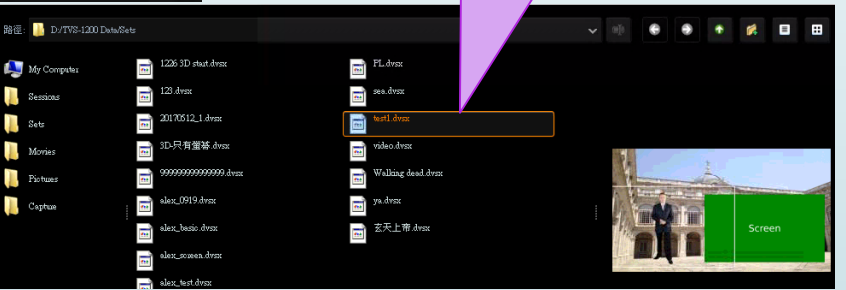 路徑: D:/TVS-1200 Data/Sets
My Computer
Sessions
Sets
Movies
Pictures
Capture
1226 3D start.dvsx
123.dvsx
20170512_1.dvsx
3D-只有螢幕.dvsx
999999999999999.dvsx
alex_0919.dvsx
alex_basic.dvsx
alex_screen.dvsx
alex_test.dvsx
PL.dvsx
sea.dvsx
test1.dvsx
video.dvsx
Walking dead.dvsx
ya.dvsx
玄天上帝.dvsx
Screen